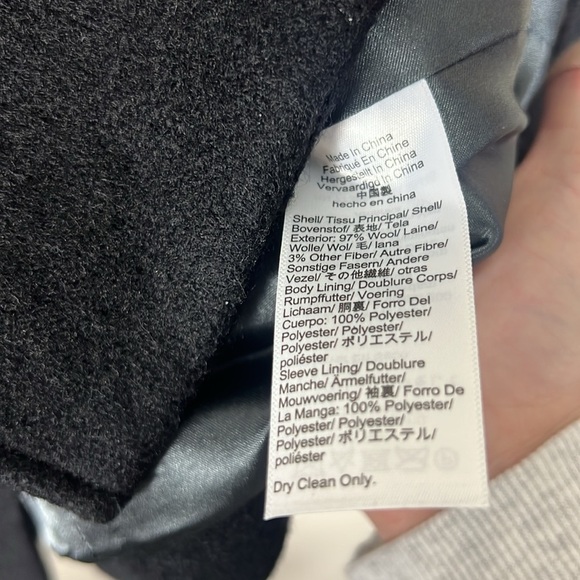 Made In China
Fabriqué En Chine
Hergestellt In China
Vervaardigd In China
中国製
hecho en china
Shell/ Tissu Principal/ Shell/
Bovenstof/ 表地/ Tela
Exterior: 97% Wool/ Laine/
Wolle/ Wol/ 毛/ lana
3% Other Fiber/ Autre Fibre/
Sonstige Fasern/ Andere
Vezel/ その他繊維/ otras
Body Lining/ Doublure Corps/
Rumpffutter/ Voering
Lichaam/ 胴裏/ Forro Del
Cuerpo: 100% Polyester/
Polyester/ Polyester/
Polyester/ ポリエステル/
poliéster
Sleeve Lining/ Doublure
Manche/ Ärmelfutter/
Mouwvoering/ 袖裏/ Forro De
La Manga: 100% Polyester/
Polyester/ Polyester/
Polyester/ ポリエステル/
poliéster
Dry Clean Only.